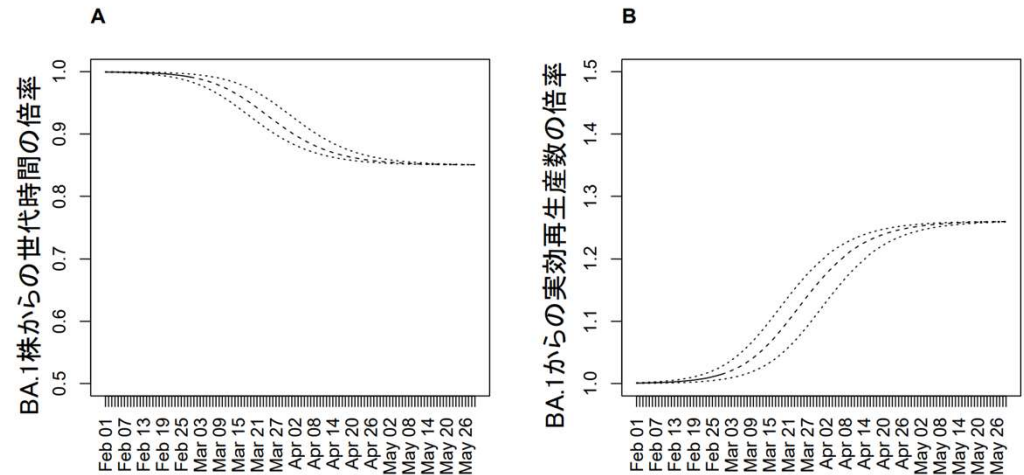 A
BA.1株からの世代時間の倍率
1.0
0.9
0.8
0.7
0.6
0.5
Feb 01
Feb 07
Feb 13
Feb 19
Feb 25
Mar 03
Mar 09
Mar 15
Mar 21
Mar 27
Apr 02
Apr 08
Apr 14
Apr 20
Apr 26
May 02
May 08
May 14
May 20
May 26
B
BA.1からの実効再生産数の倍率
1.5
1.4
1.3
1.2
1.1
1.0
Feb 01
Feb 07
Feb 13
Feb 19
Feb 25
Mar 03
Mar 09
Mar 15
Mar 21
Mar 27
Apr 02
Apr 08
Apr 14
Apr 20
Apr 26
May 02
May 08
May 14
May 20
May 26